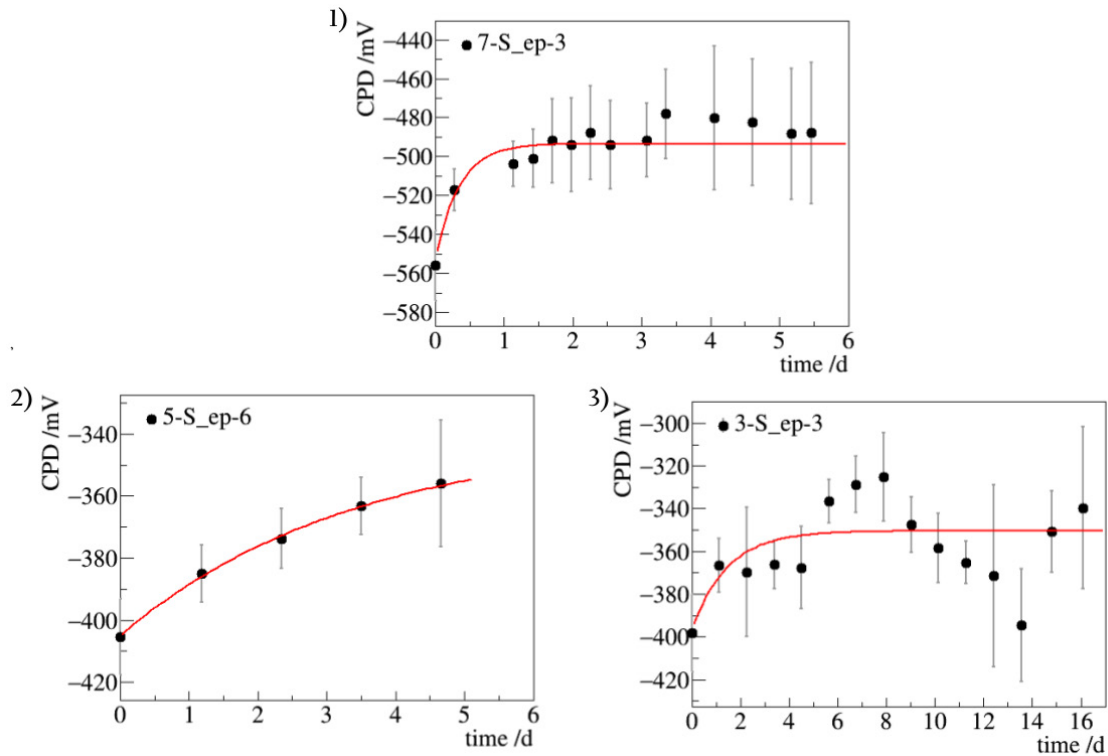 1)
CPD /mV
7-S_ep-3
−440
−460
−480
−500
−520
−540
−560
−580
0 1 2 3 4 5 6
time /d
2)
CPD /mV
5-S_ep-6
−340
−360
−380
−400
−420
0 1 2 3 4 5 6
time /d
3)
CPD /mV
3-S_ep-3
−300
−320
−340
−360
−380
−400
−420
0 2 4 6 8 10 12 14 16
time /d